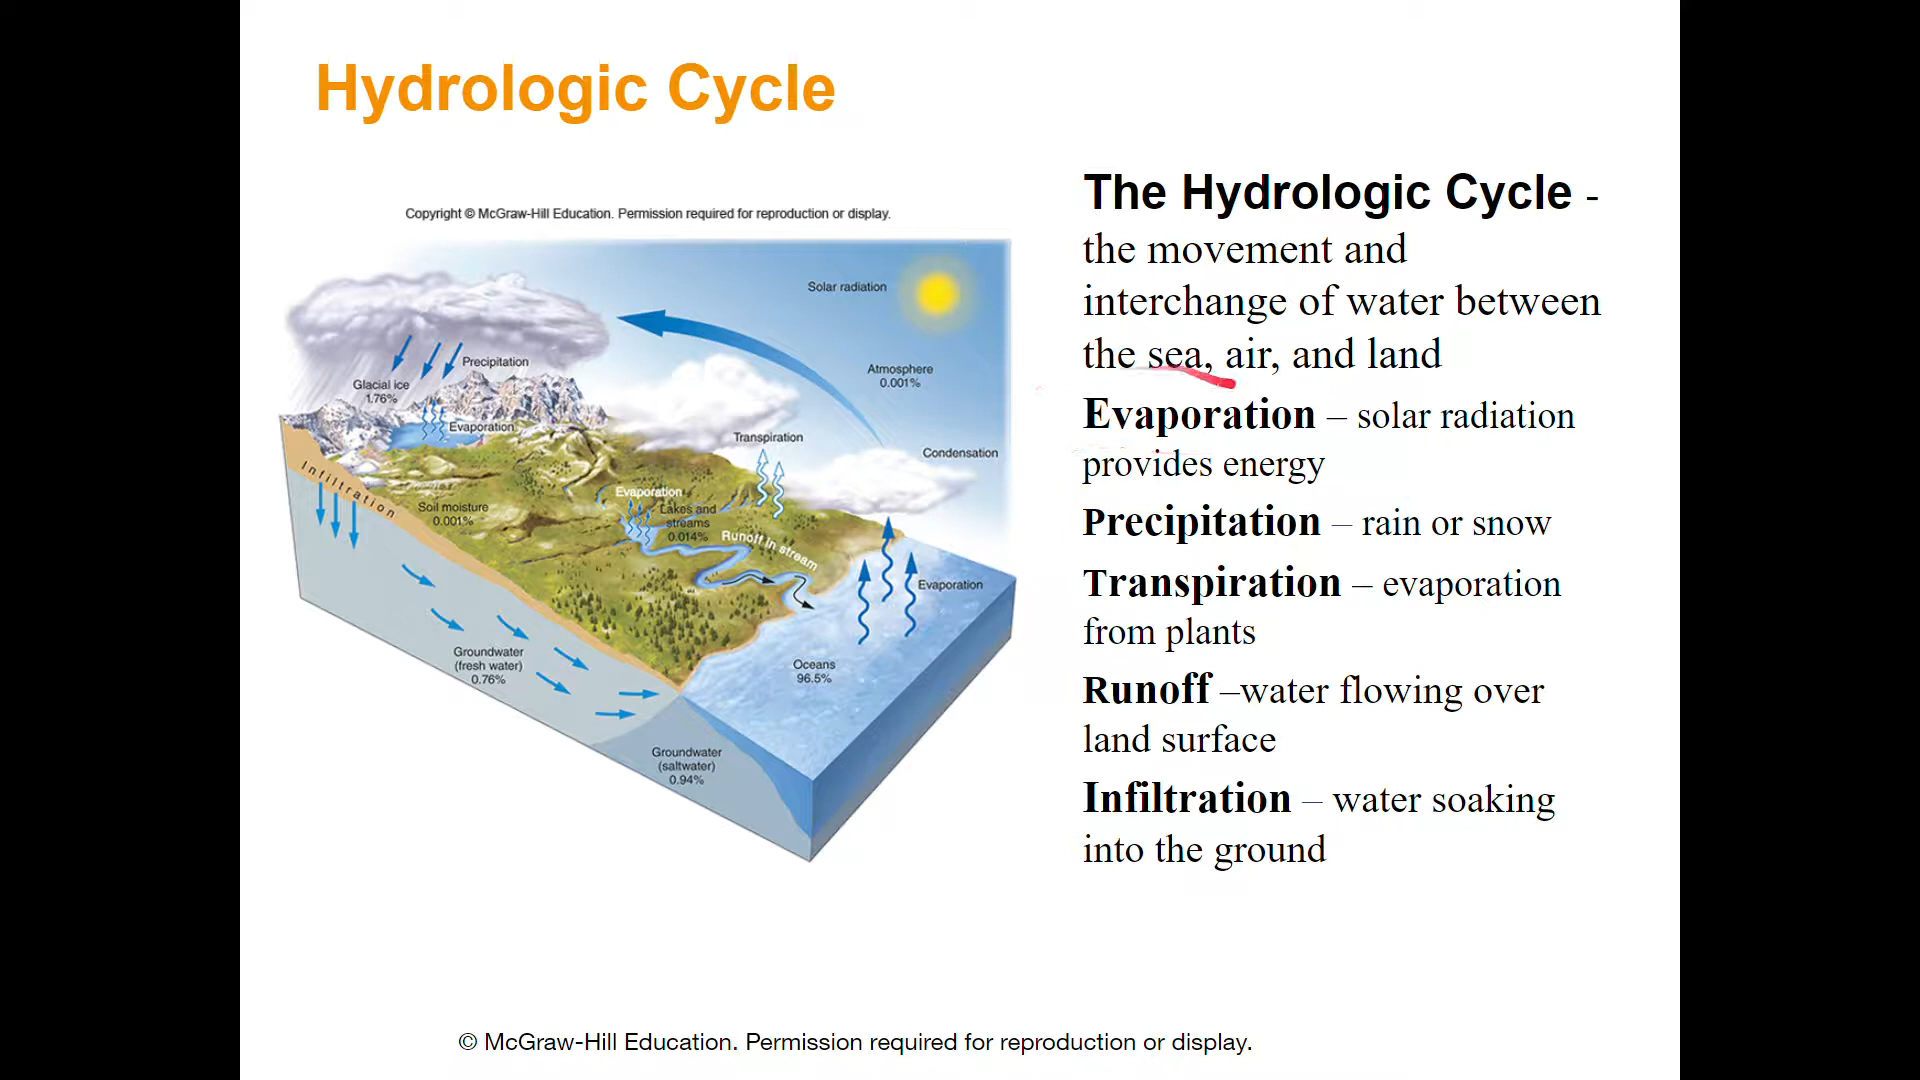 Hydrologic Cycle
Copyright © McGraw-Hill Education. Permission required for reproduction or display.
Solar radiation
Precipitation
Glacial ice
1.76%
Atmosphere
0.001%
Evaporation
Transpiration
Condensation
Infiltration
Soil moisture
0.001%
Evaporation
Lakes and
streams
0.014%
Runoff in stream
Evaporation
Groundwater
(fresh water)
0.76%
Oceans
96.5%
Groundwater
(saltwater)
0.94%
The Hydrologic Cycle -
the movement and
interchange of water between
the sea, air, and land
Evaporation – solar radiation
provides energy
Precipitation – rain or snow
Transpiration – evaporation
from plants
Runoff –water flowing over
land surface
Infiltration – water soaking
into the ground
© McGraw-Hill Education. Permission required for reproduction or display.